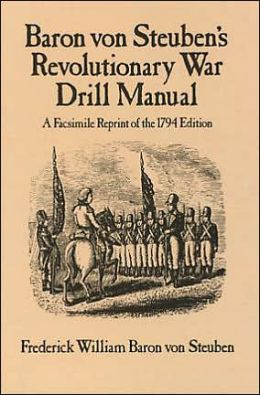 Baron von Steuben's
Revolutionary War
Drill Manual
A Facsimile Reprint of the 1794 Edition
Frederick William Baron von Steuben